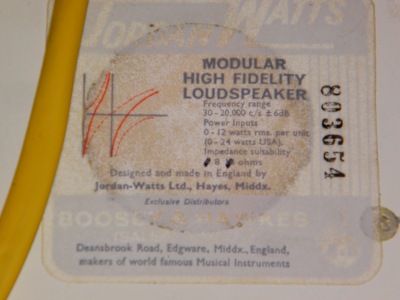 JORDAN WATTS
MODULAR
HIGH FIDELITY
LOUDSPEAKER
Frequency range
30-20,000 c/s ±6dB
Power Inputs
0-12 watts rms. per unit
(0-24 watts USA).
Impedance suitability
8 ohms
803654
Designed and made in England by
Jordan-Watts Ltd., Hayes, Middx.
Exclusive Distributors
BOOSEY & HAWKES
Deansbrook Road, Edgware, Middx., England,
makers of world famous Musical Instruments